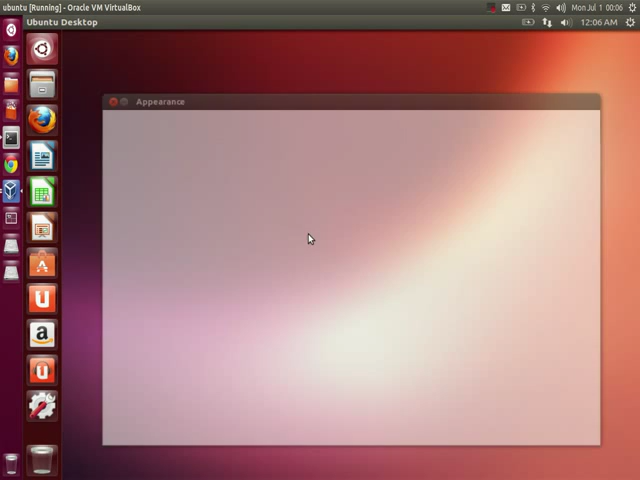 ubuntu [Running] - Oracle VM VirtualBox
Mon Jul 1 00:06
Ubuntu Desktop
12:06 AM
Appearance